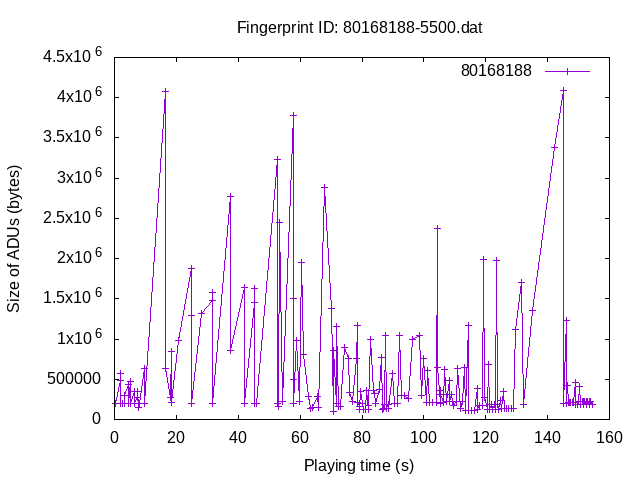 Fingerprint ID: 80168188-5500.dat
80168188
4.5x10^6
4x10^6
3.5x10^6
3x10^6
2.5x10^6
2x10^6
1.5x10^6
1x10^6
500000
0
Size of ADUs (bytes)
0 20 40 60 80 100 120 140 160
Playing time (s)